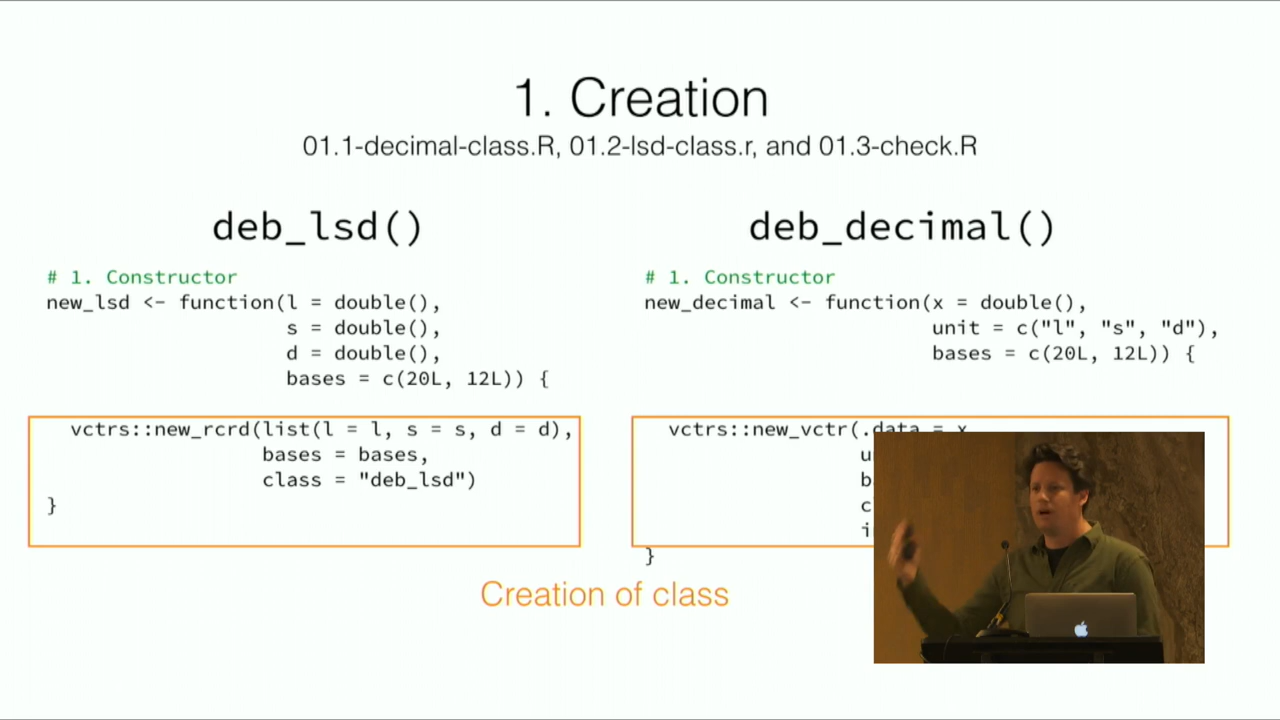 1. Creation
01.1-decimal-class.R, 01.2-lsd-class.r, and 01.3-check.R
deb_lsd()
# 1. Constructor
new_lsd <- function(l = double(),
s = double(),
d = double(),
bases = c(20L, 12L)) {
vctrs::new_rcrd(list(l = l, s = s, d = d),
bases = bases,
class = "deb_lsd")
}
deb_decimal()
# 1. Constructor
new_decimal <- function(x = double(),
unit = c("l", "s", "d"),
bases = c(20L, 12L)) {
vctrs::new_vctr(.data = x
}
Creation of class